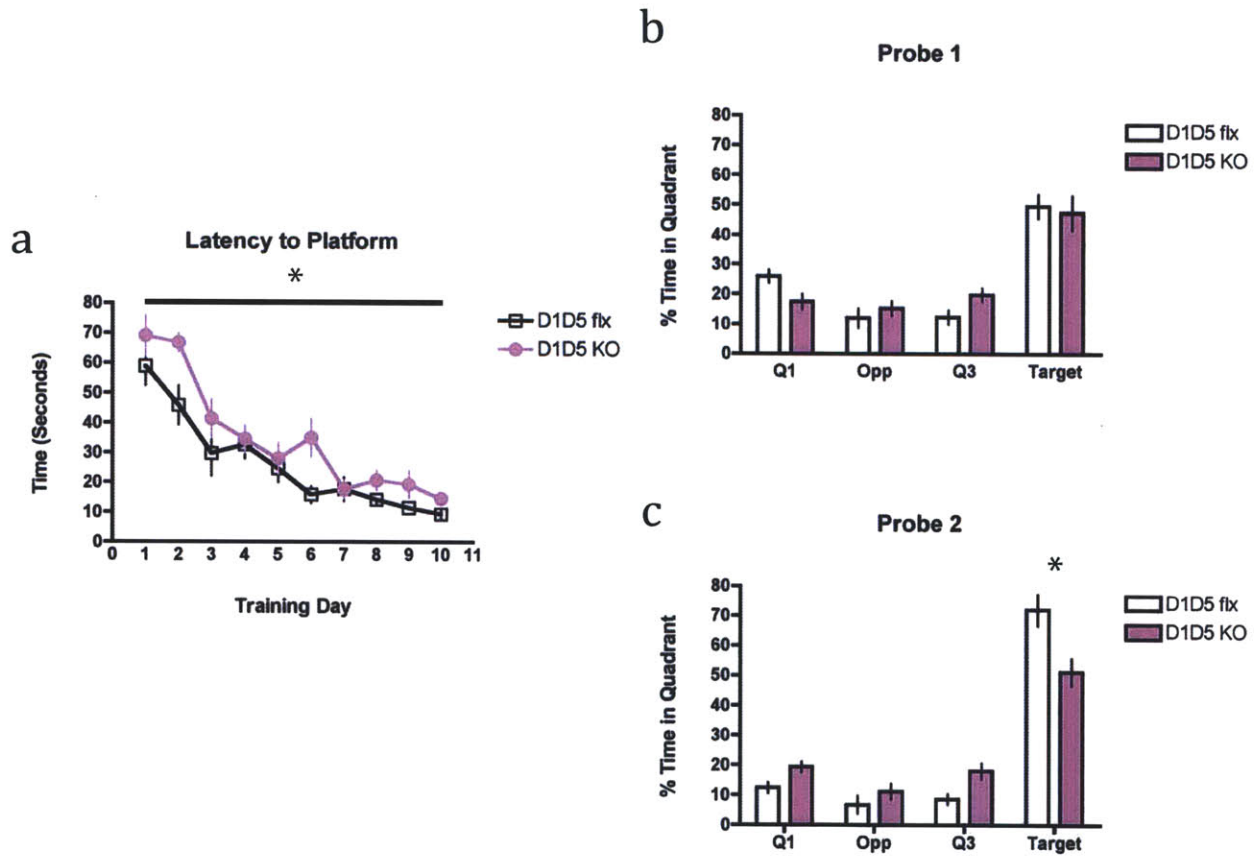 a
Latency to Platform
*
80
70
60
50
40
30
20
10
0
0 1 2 3 4 5 6 7 8 9 10 11
Time (Seconds)
Training Day
D1D5 flx
D1D5 KO
b
Probe 1
80
70
60
50
40
30
20
10
0
% Time in Quadrant
Q1 Opp Q3 Target
D1D5 flx
D1D5 KO
c
Probe 2
*
80
70
60
50
40
30
20
10
0
% Time in Quadrant
Q1 Opp Q3 Target
D1D5 flx
D1D5 KO